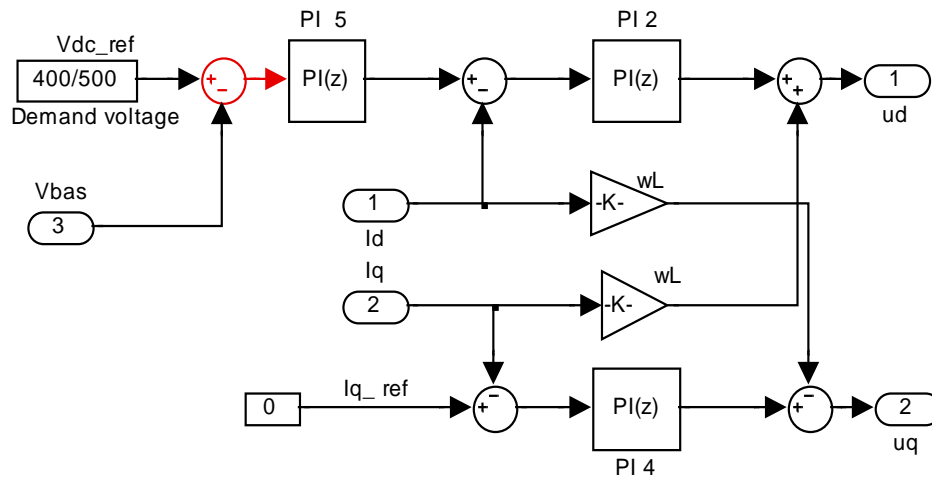 PI 5
PI 2
Vdc_ref
400/500
+
−
PI(z)
+
−
PI(z)
+
+
1
ud
Demand voltage
Vbas
3
1
Id
-K-
wL
Iq
2
-K-
wL
0
Iq_ ref
+
−
PI(z)
+
−
2
uq
PI 4